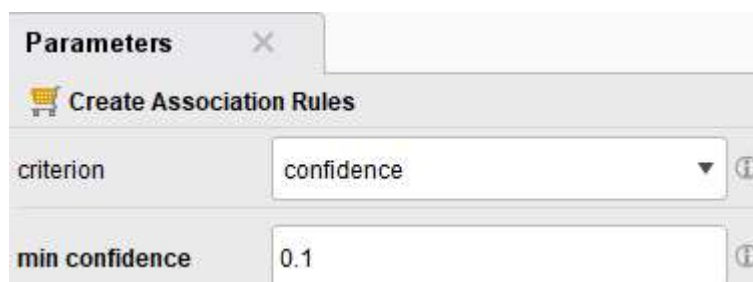 Parameters
Create Association Rules
criterion confidence
min confidence 0.1